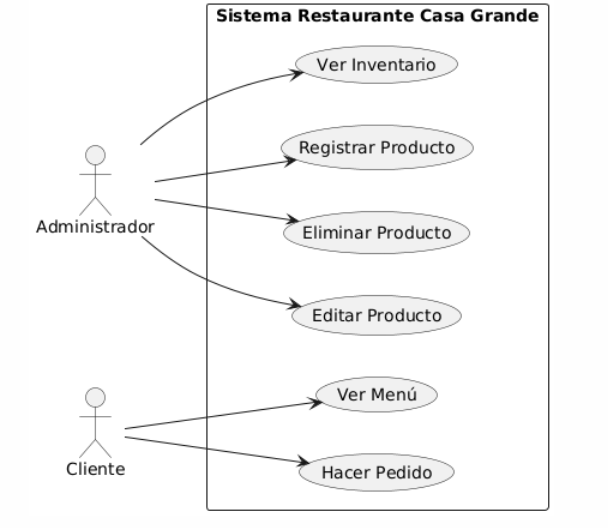 Sistema Restaurante Casa Grande
Ver Inventario
Registrar Producto
Administrador
Eliminar Producto
Editar Producto
Ver Menú
Cliente
Hacer Pedido